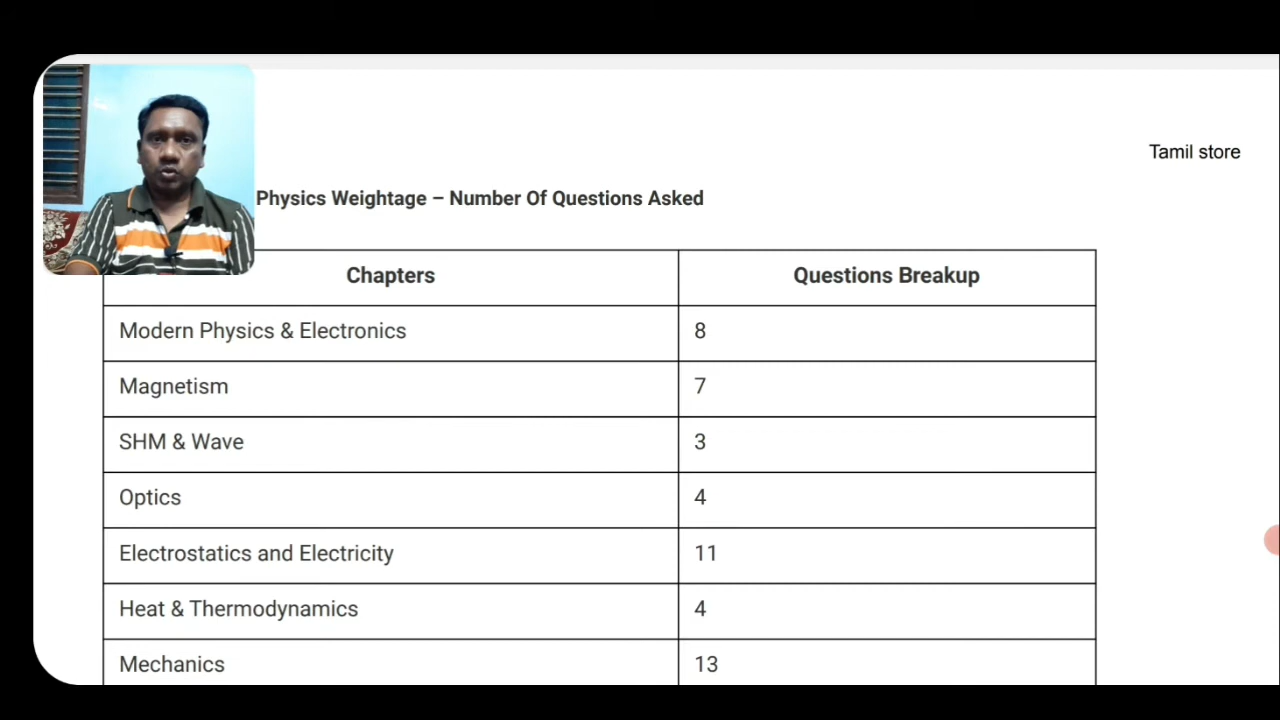 Tamil store
Physics Weightage – Number Of Questions Asked
Chapters Questions Breakup
Modern Physics & Electronics 8
Magnetism 7
SHM & Wave 3
Optics 4
Electrostatics and Electricity 11
Heat & Thermodynamics 4
Mechanics 13